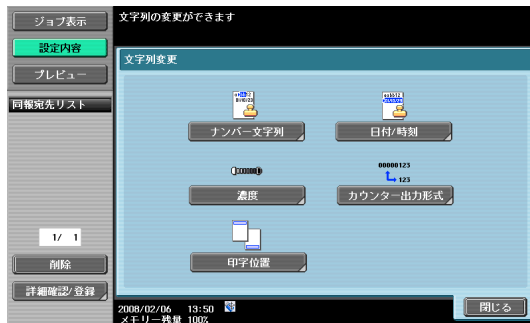 ジョブ表示
文字列の変更ができます
設定内容
プレビュー
文字列変更
同報宛先リスト
ナンバー文字列
日付/時刻
00000123
123
濃度
カウンター出力形式
1/ 1
印字位置
削除
詳細確認/登録
2008/02/06 13:50
メモリー残量 100%
閉じる